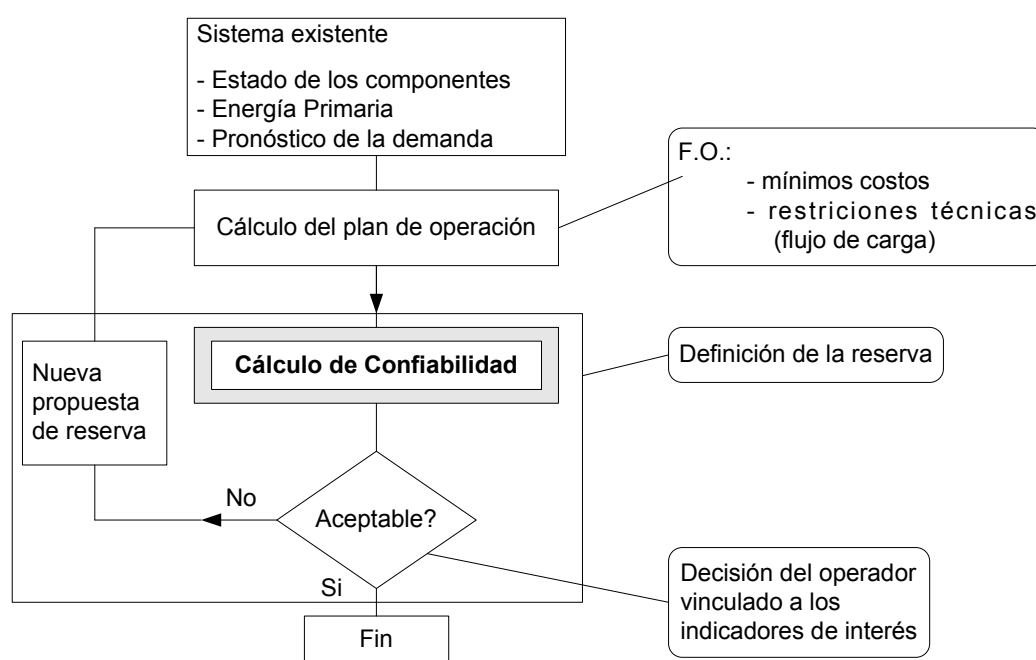 Sistema existente
- Estado de los componentes
- Energía Primaria
- Pronóstico de la demanda
F.O.:
- mínimos costos
- restriciones técnicas
(flujo de carga)
Cálculo del plan de operación
Cálculo de Confiabilidad
Definición de la reserva
Nueva
propuesta
de reserva
No
Aceptable?
Si
Decisión del operador
vinculado a los
indicadores de interés
Fin